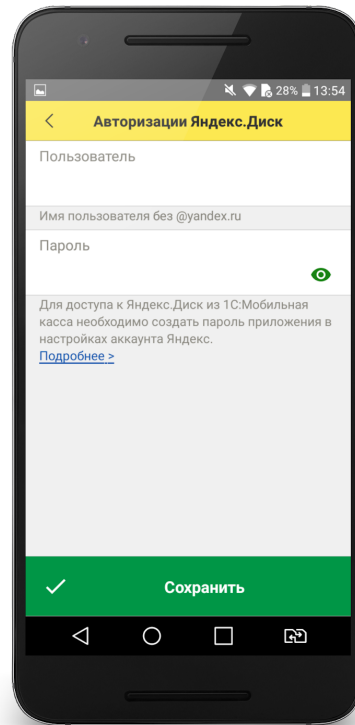 28% 13:54
Авторизации Яндекс.Диск
Пользователь
Имя пользователя без @yandex.ru
Пароль
Для доступа к Яндекс.Диск из 1С:Мобильная
касса необходимо создать пароль приложения в
настройках аккаунта Яндекс.
Подробнее >
Сохранить